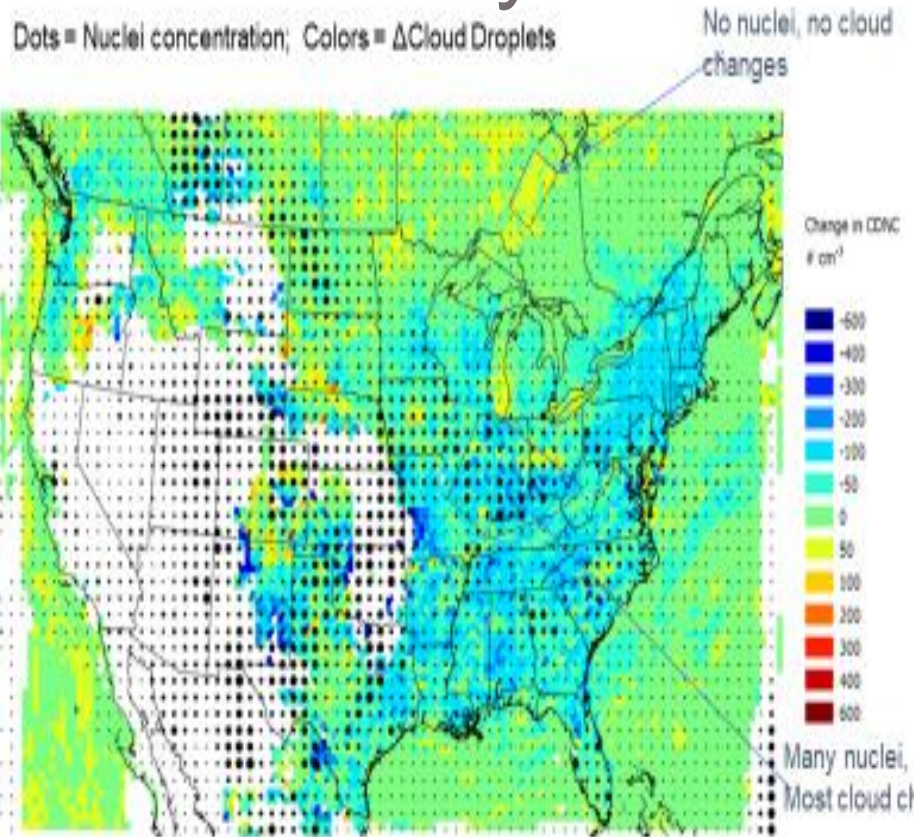 Dots = Nuclei concentration; Colors = ΔCloud Droplets
No nuclei, no cloud
changes
Change in CDNC
# cm⁻³
-600
-400
-300
-200
-100
-50
0
50
100
200
300
400
600
Many nuclei,
Most cloud ch